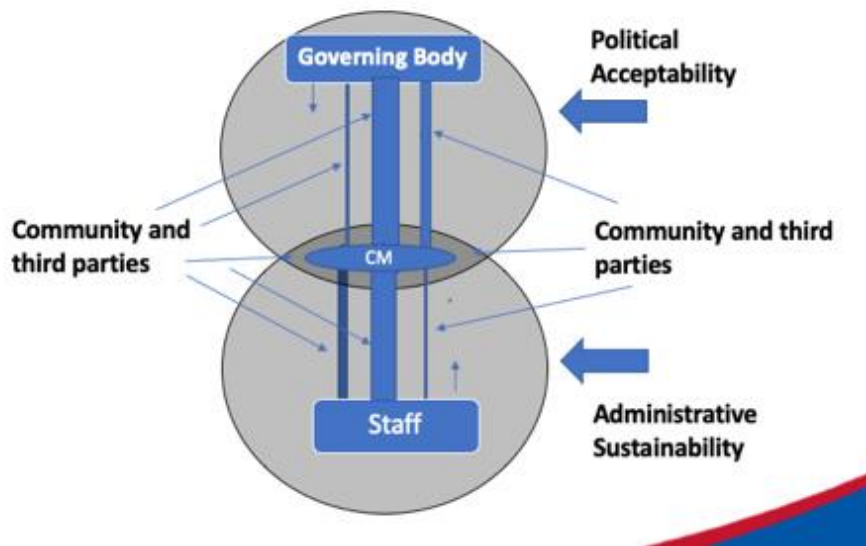 Governing Body
Political
Acceptability
Community and
third parties
CM
Community and third
parties
Staff
Administrative
Sustainability